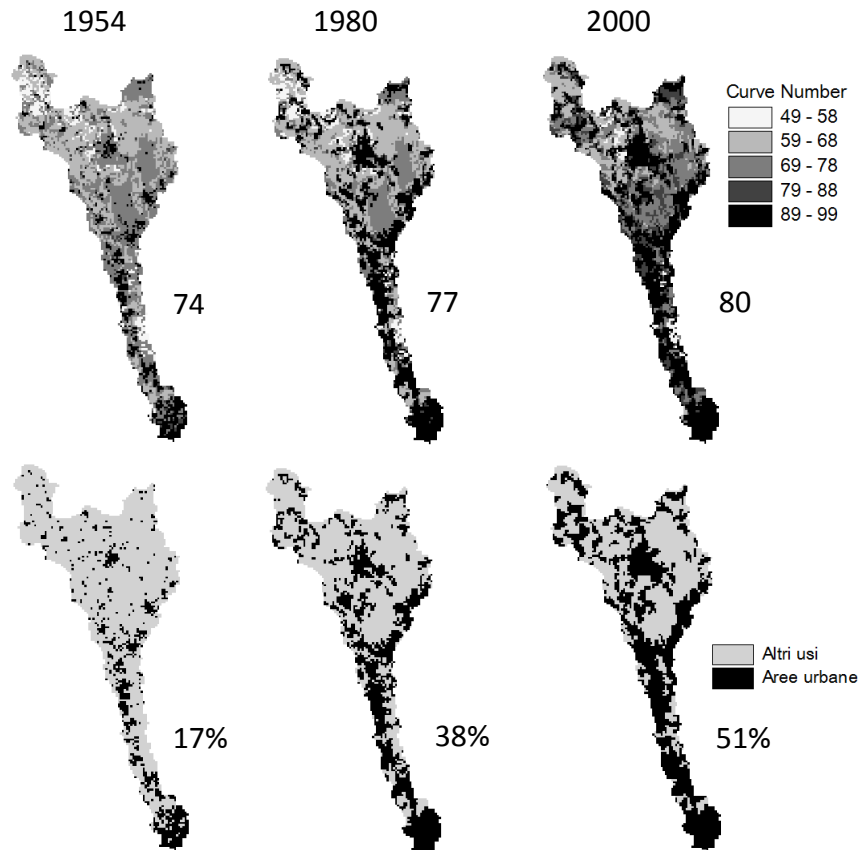 1954
1980
2000
Curve Number
49 - 58
59 - 68
69 - 78
79 - 88
89 - 99
74
77
80
Altri usi
Aree urbane
17%
38%
51%